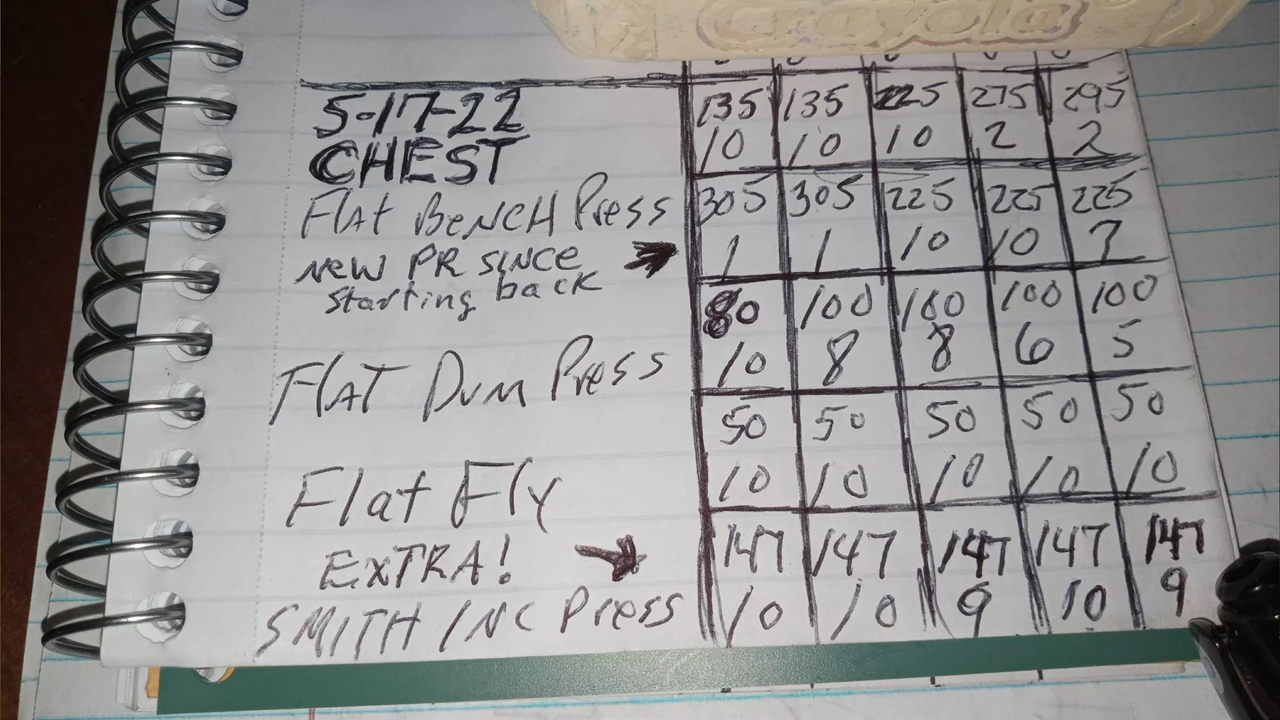 crayola
5-17-22 135 135 225 275 295
CHEST 10 10 10 2 2
Flat Bench Press 305 305 225 225 225
New PR since 1 1 10 10 7
starting back
80 100 100 100 100
Flat Dum Press 10 8 8 6 5
50 50 50 50 50
Flat Fly 10 10 10 10 10
EXTRA! 147 147 147 147 147
SMITH INC Press 10 10 9 10 9